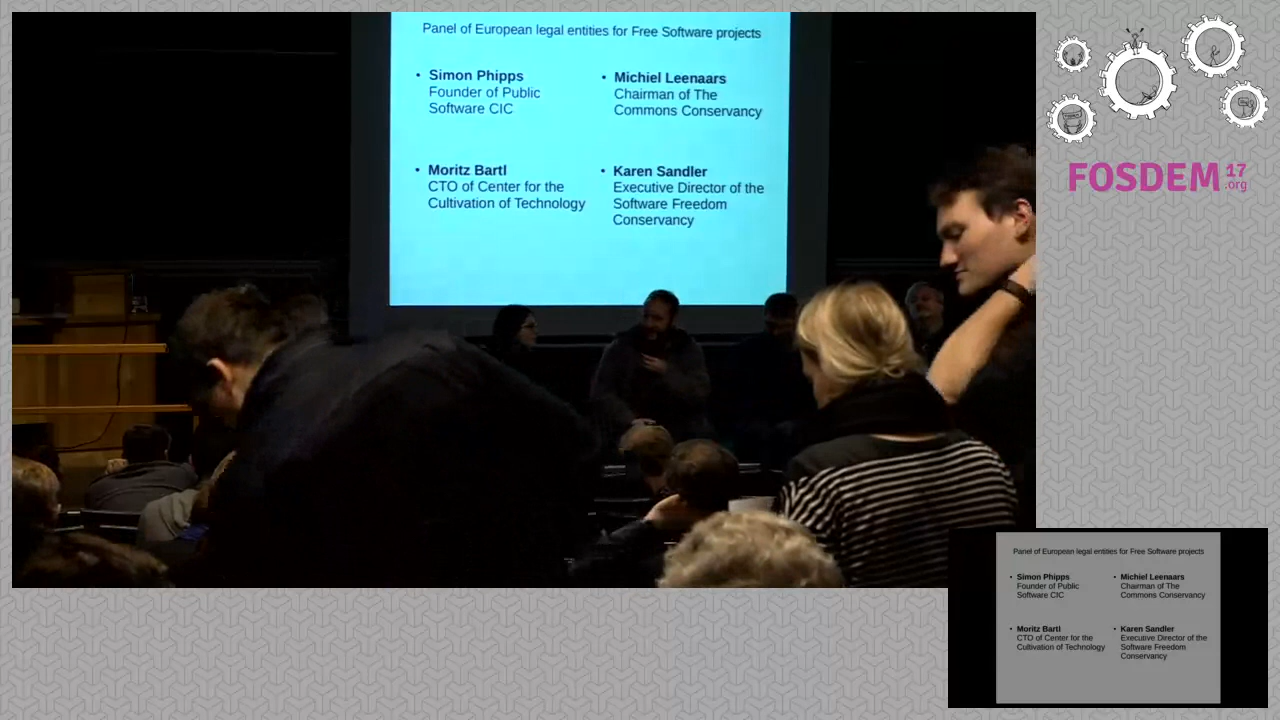 Panel of European legal entities for Free Software projects
• Simon Phipps
Founder of Public
Software CIC
• Michiel Leenaars
Chairman of The
Commons Conservancy
• Moritz Bartl
CTO of Center for the
Cultivation of Technology
• Karen Sandler
Executive Director of the
Software Freedom
Conservancy
FOSDEM 17
.org
Panel of European legal entities for Free Software projects
• Simon Phipps
Founder of Public
Software CIC
• Michiel Leenaars
Chairman of The
Commons Conservancy
• Moritz Bartl
CTO of Center for the
Cultivation of Technology
• Karen Sandler
Executive Director of the
Software Freedom
Conservancy